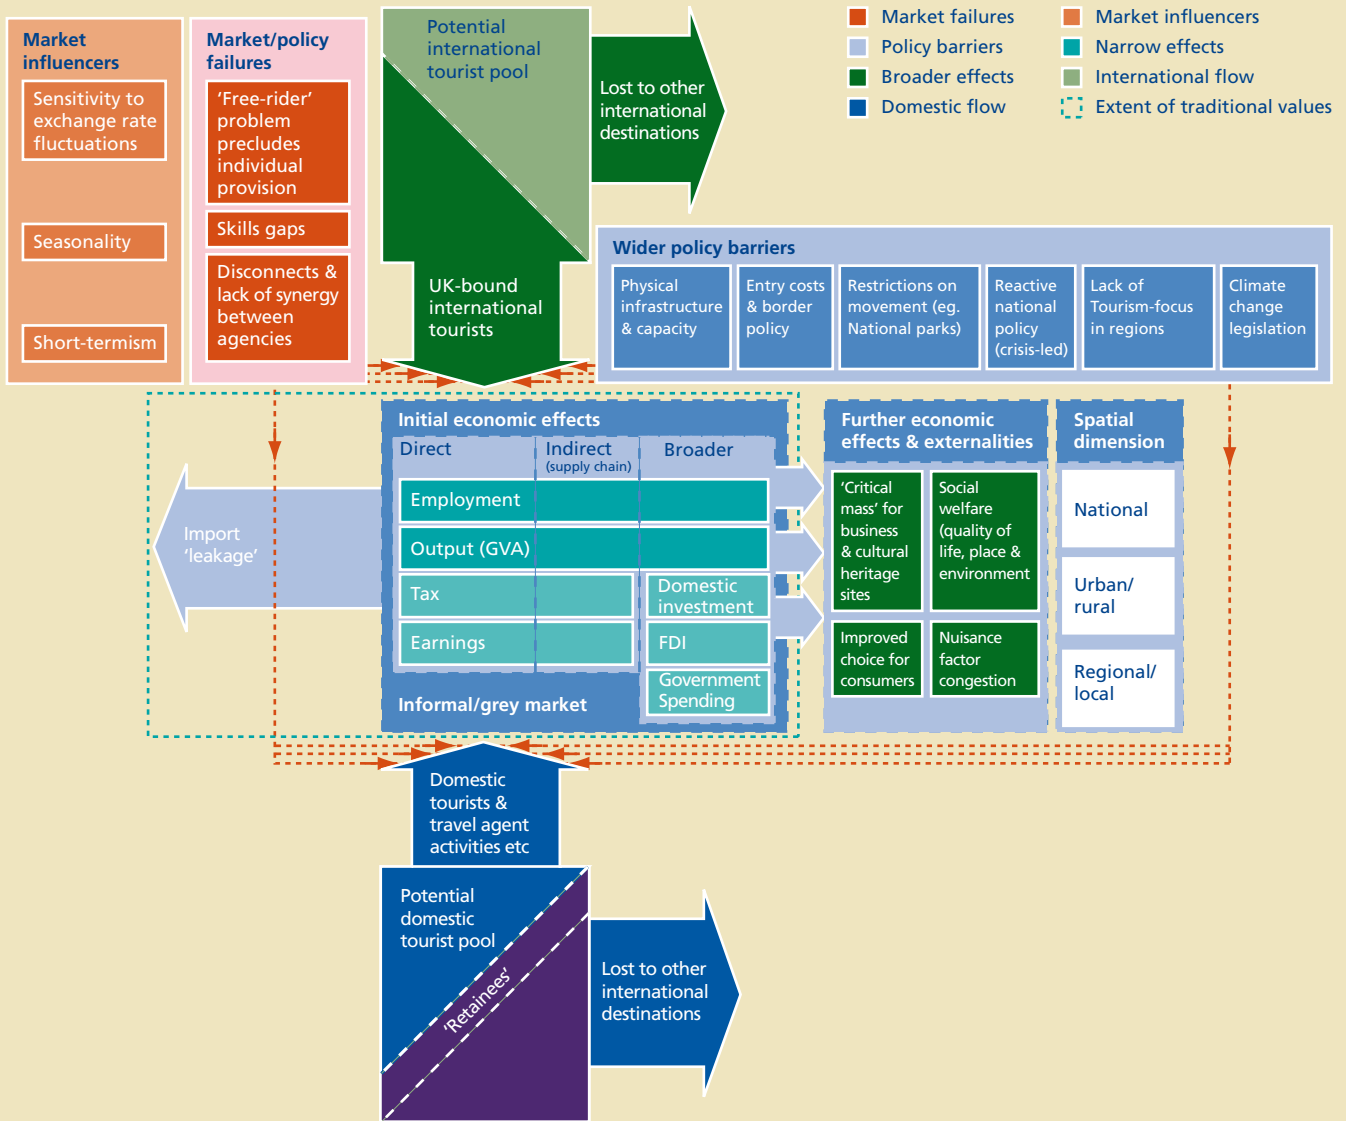 Market
influencers
Sensitivity to
exchange rate
fluctuations
Seasonality
Short-termism
Market/policy
failures
‘Free-rider’
problem
precludes
individual
provision
Skills gaps
Disconnects &
lack of synergy
between
agencies
Potential
international
tourist pool
Lost to other
international
destinations
UK-bound
international
tourists
Market failures
Policy barriers
Broader effects
Domestic flow
Market influencers
Narrow effects
International flow
Extent of traditional values
Wider policy barriers
Physical
infrastructure
& capacity
Entry costs
& border
policy
Restrictions on
movement (eg.
National parks)
Reactive
national
policy
(crisis-led)
Lack of
Tourism-focus
in regions
Climate
change
legislation
Import
‘leakage’
Initial economic effects
Direct
Indirect
(supply chain)
Broader
Employment
Output (GVA)
Tax
Earnings
Domestic
investment
FDI
Government
Spending
Informal/grey market
Further economic
effects & externalities
‘Critical
mass’ for
business
& cultural
heritage
sites
Social
welfare
(quality of
life, place &
environment
Improved
choice for
consumers
Nuisance
factor
congestion
Spatial
dimension
National
Urban/
rural
Regional/
local
Domestic
tourists &
travel agent
activities etc
Potential
domestic
tourist pool
‘Retainees’
Lost to other
international
destinations